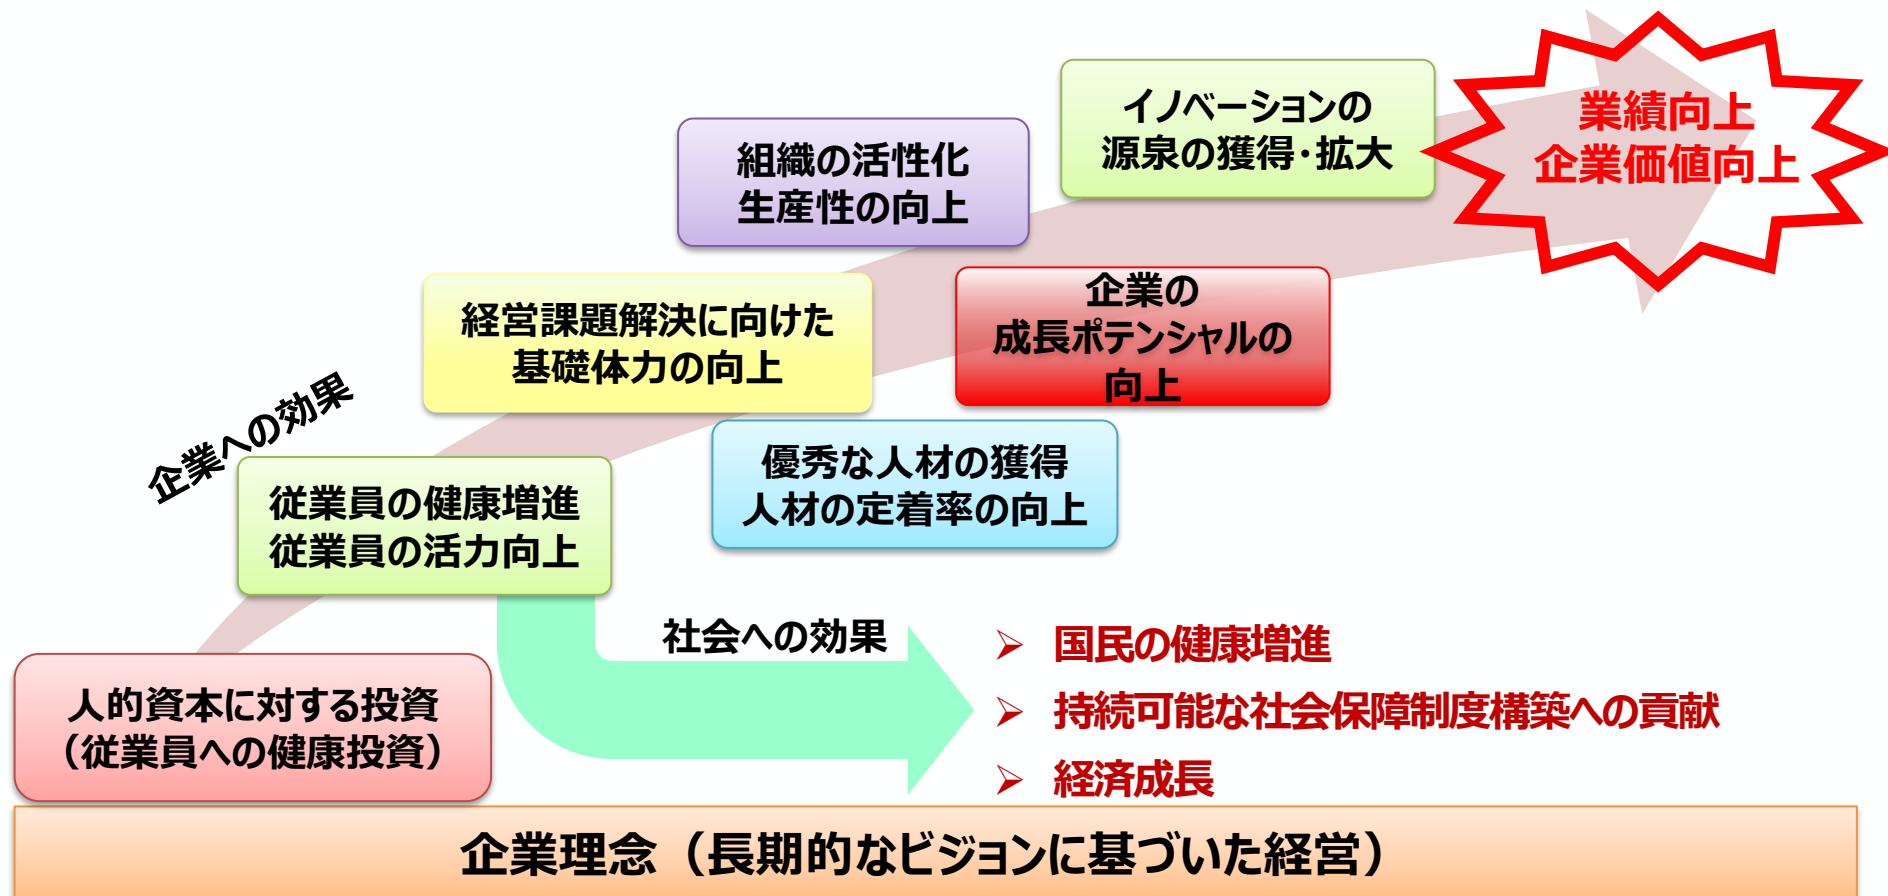 イノベーションの
源泉の獲得・拡大
業績向上
企業価値向上
組織の活性化
生産性の向上
企業の
成長ポテンシャルの
向上
経営課題解決に向けた
基礎体力の向上
企業への効果
優秀な人材の獲得
人材の定着率の向上
従業員の健康増進
従業員の活力向上
社会への効果
➢ 国民の健康増進
➢ 持続可能な社会保障制度構築への貢献
➢ 経済成長
人的資本に対する投資
（従業員への健康投資）
企業理念（長期的なビジョンに基づいた経営）